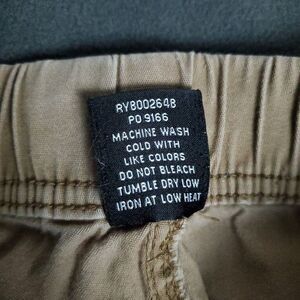 RY8002648
PO 9166
MACHINE WASH
COLD WITH
LIKE COLORS
DO NOT BLEACH
TUMBLE DRY LOW
IRON AT LOW HEAT